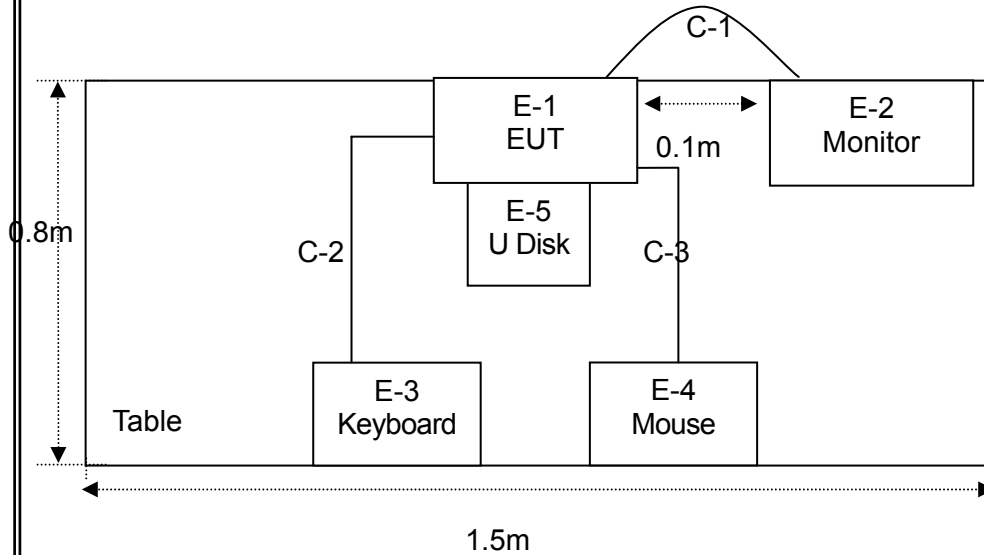 C-1
E-1
EUT
E-2
Monitor
0.1m
E-5
U Disk
0.8m
C-2
C-3
E-3
Keyboard
E-4
Mouse
Table
1.5m